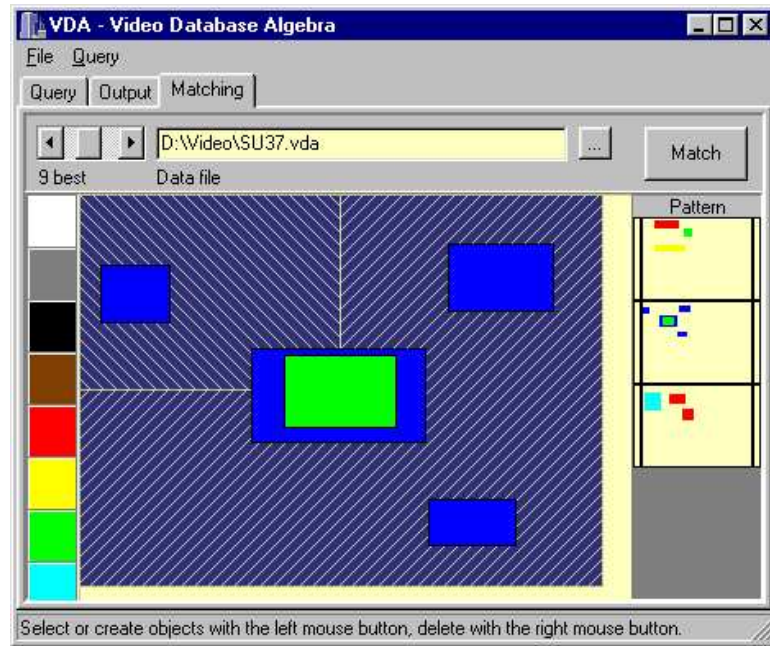 VDA - Video Database Algebra
File Query
Query Output Matching
D:\Video\SU37.vda
...
Match
9 best Data file
Pattern
Select or create objects with the left mouse button, delete with the right mouse button.